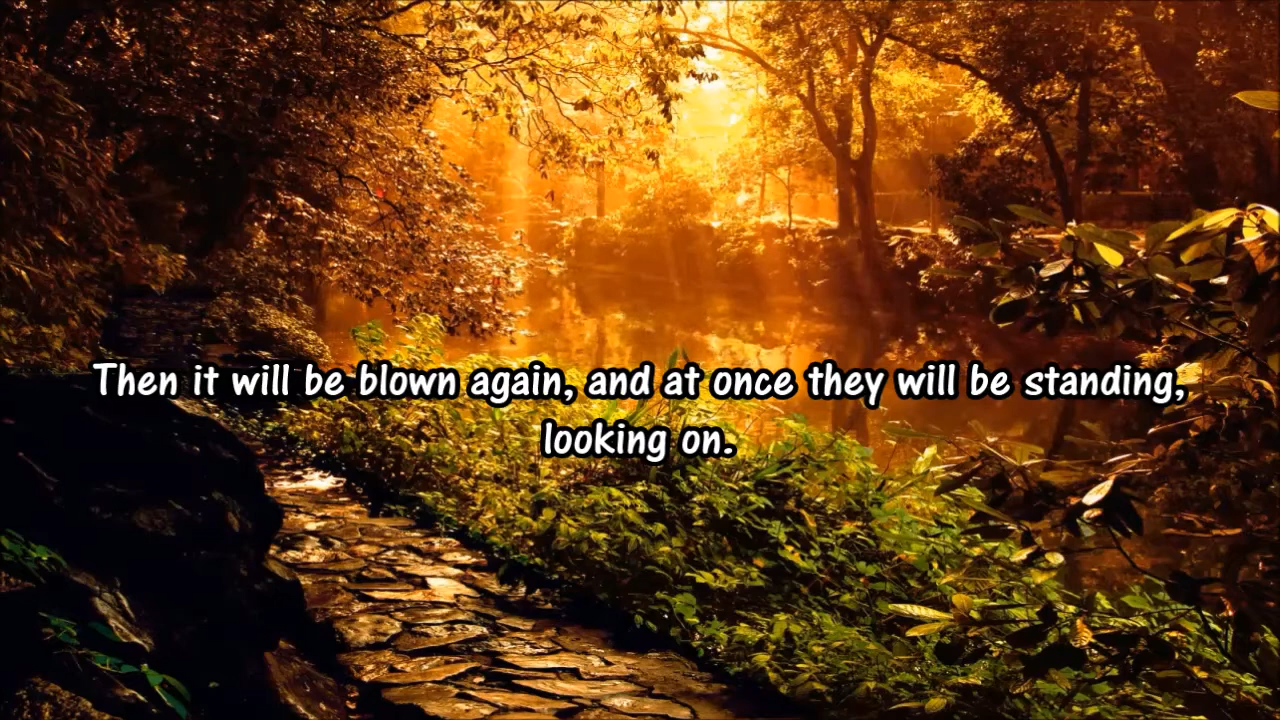 Then it will be blown again, and at once they will be standing,
looking on.